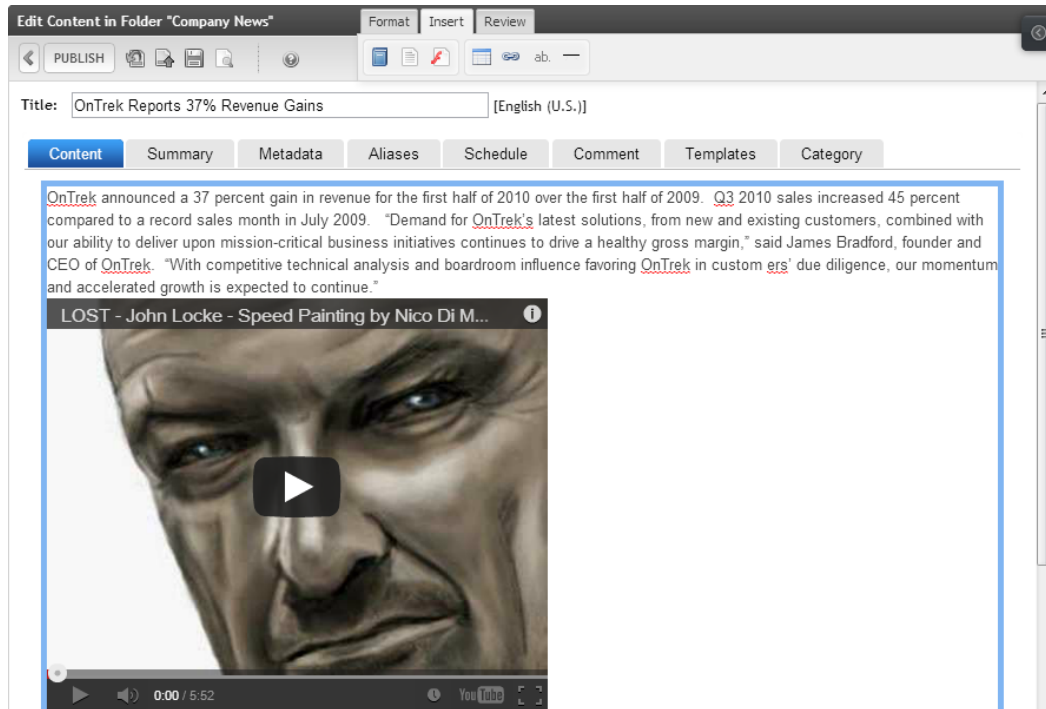 Edit Content in Folder "Company News"
Format Insert Review
PUBLISH
ab.
Title: OnTrek Reports 37% Revenue Gains [English (U.S.)]
Content Summary Metadata Aliases Schedule Comment Templates Category
OnTrek announced a 37 percent gain in revenue for the first half of 2010 over the first half of 2009. Q3 2010 sales increased 45 percent
compared to a record sales month in July 2009. “Demand for OnTrek’s latest solutions, from new and existing customers, combined with
our ability to deliver upon mission-critical business initiatives continues to drive a healthy gross margin,” said James Bradford, founder and
CEO of OnTrek. “With competitive technical analysis and boardroom influence favoring OnTrek in custom ers’ due diligence, our momentum
and accelerated growth is expected to continue.”
LOST - John Locke - Speed Painting by Nico Di M...
0:00 / 5:52 YouTube